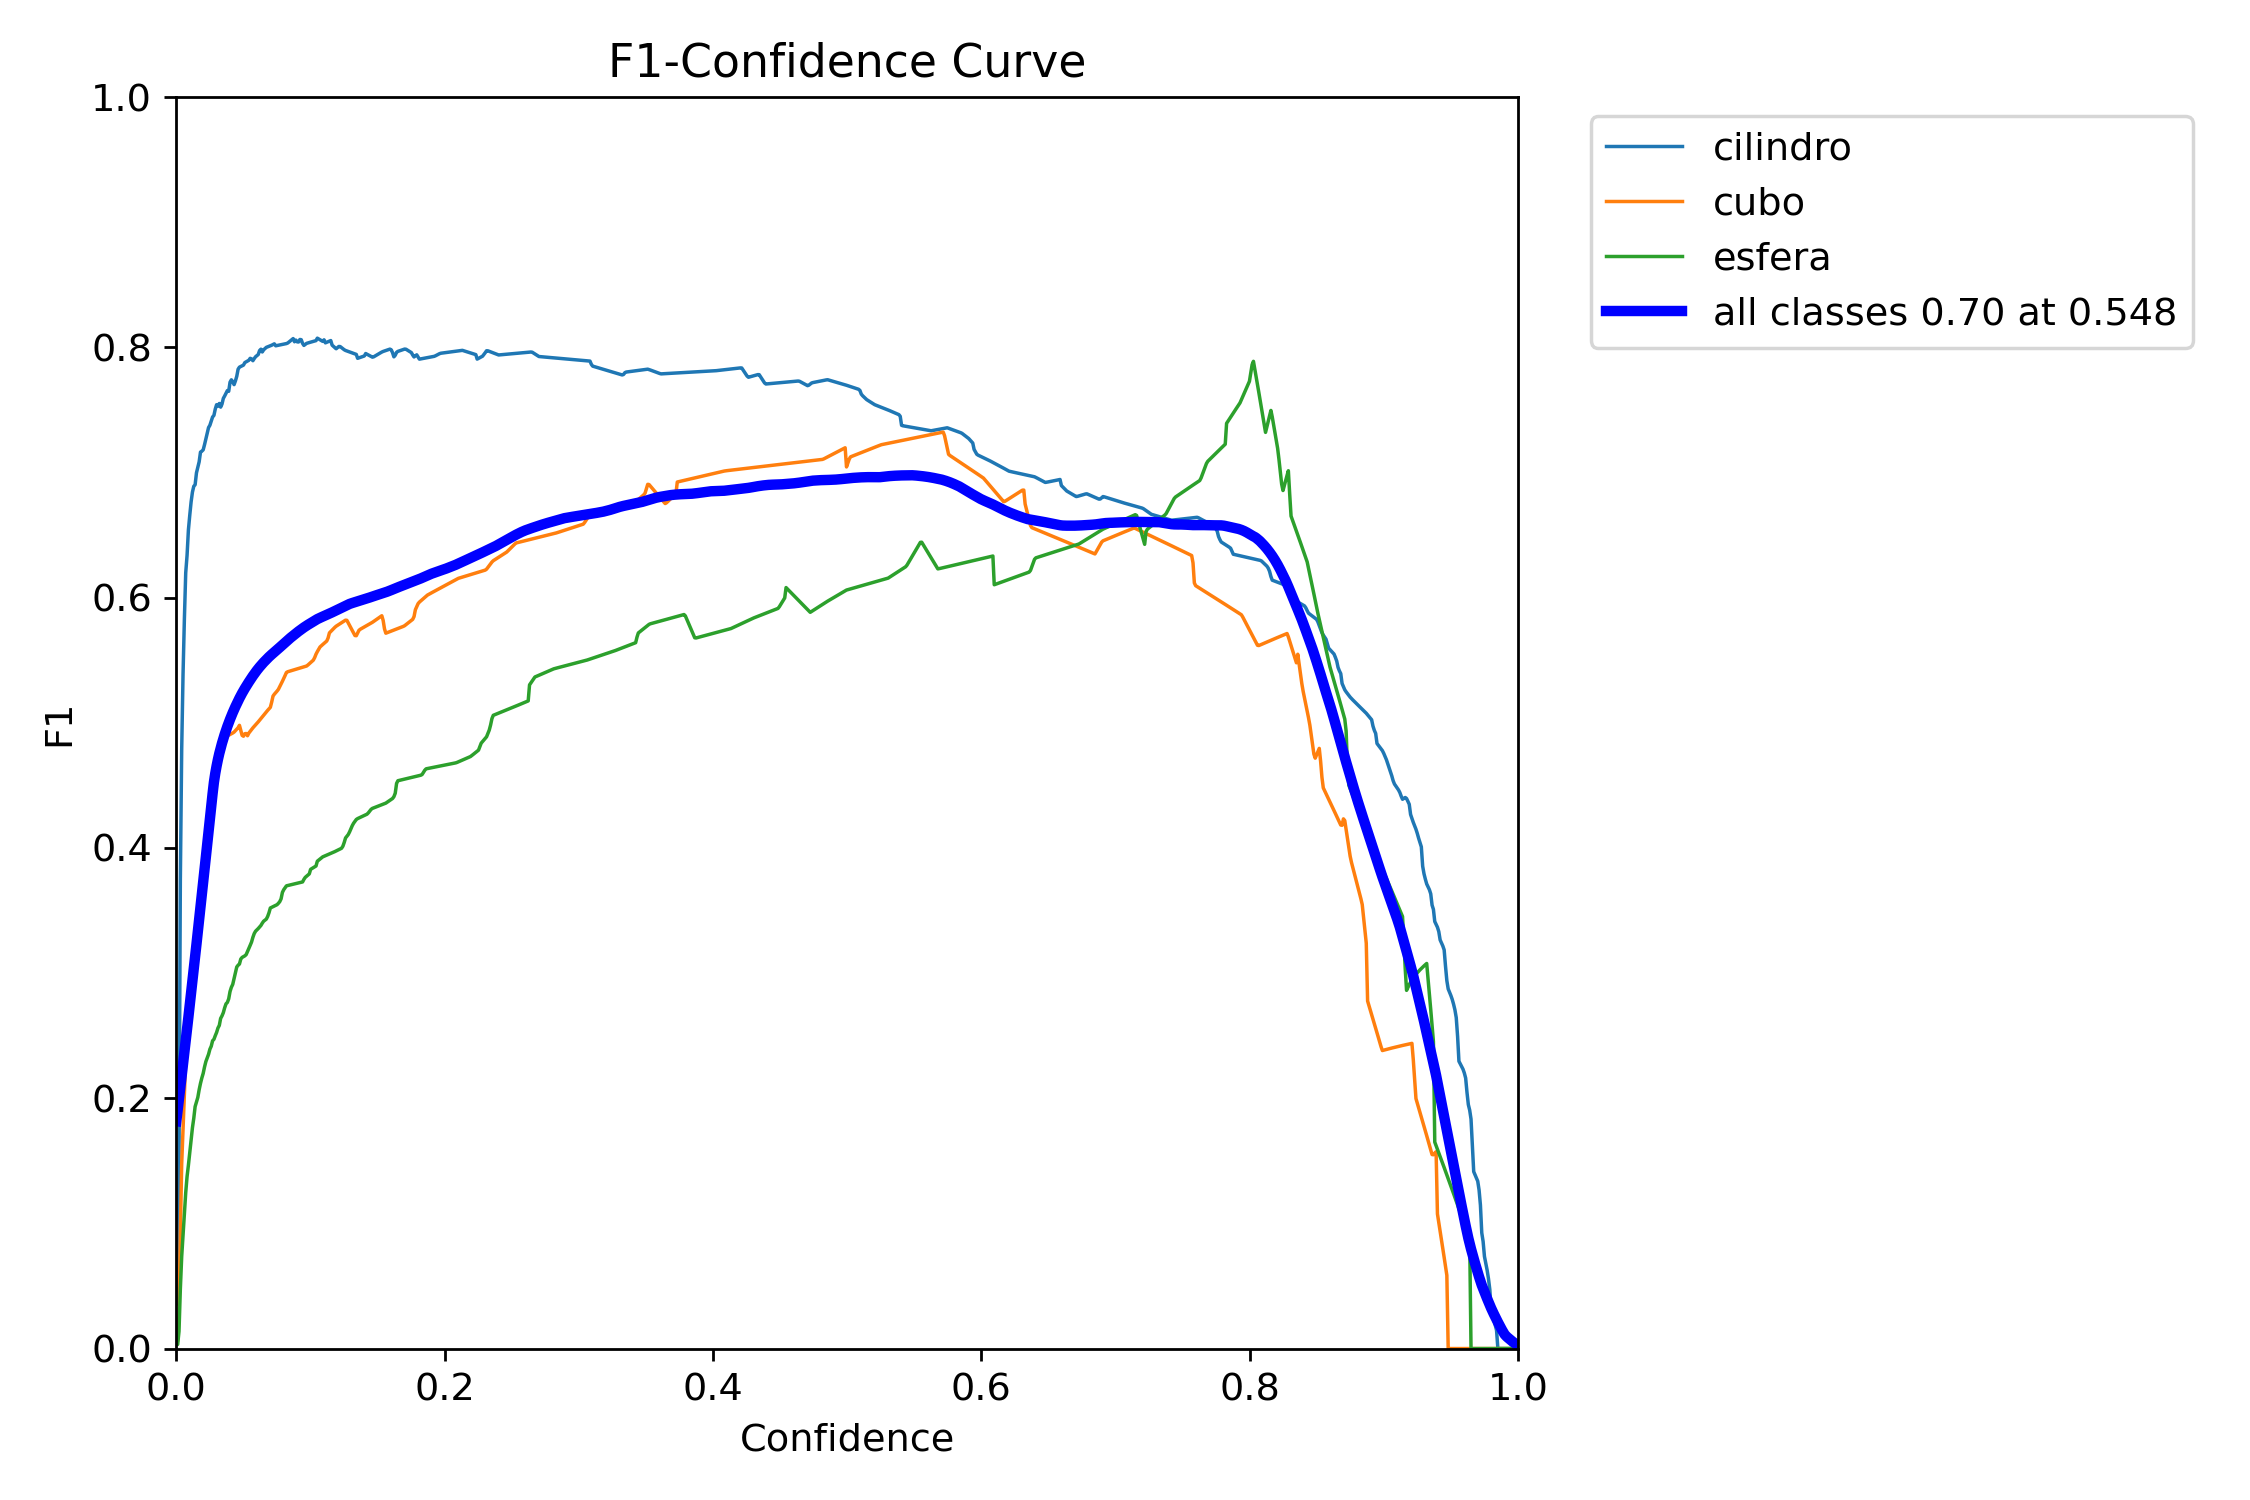 F1-Confidence Curve
1.0
0.8
0.6
0.4
0.2
0.0
F1
0.0 0.2 0.4 0.6 0.8 1.0
Confidence
cilindro
cubo
esfera
all classes 0.70 at 0.548